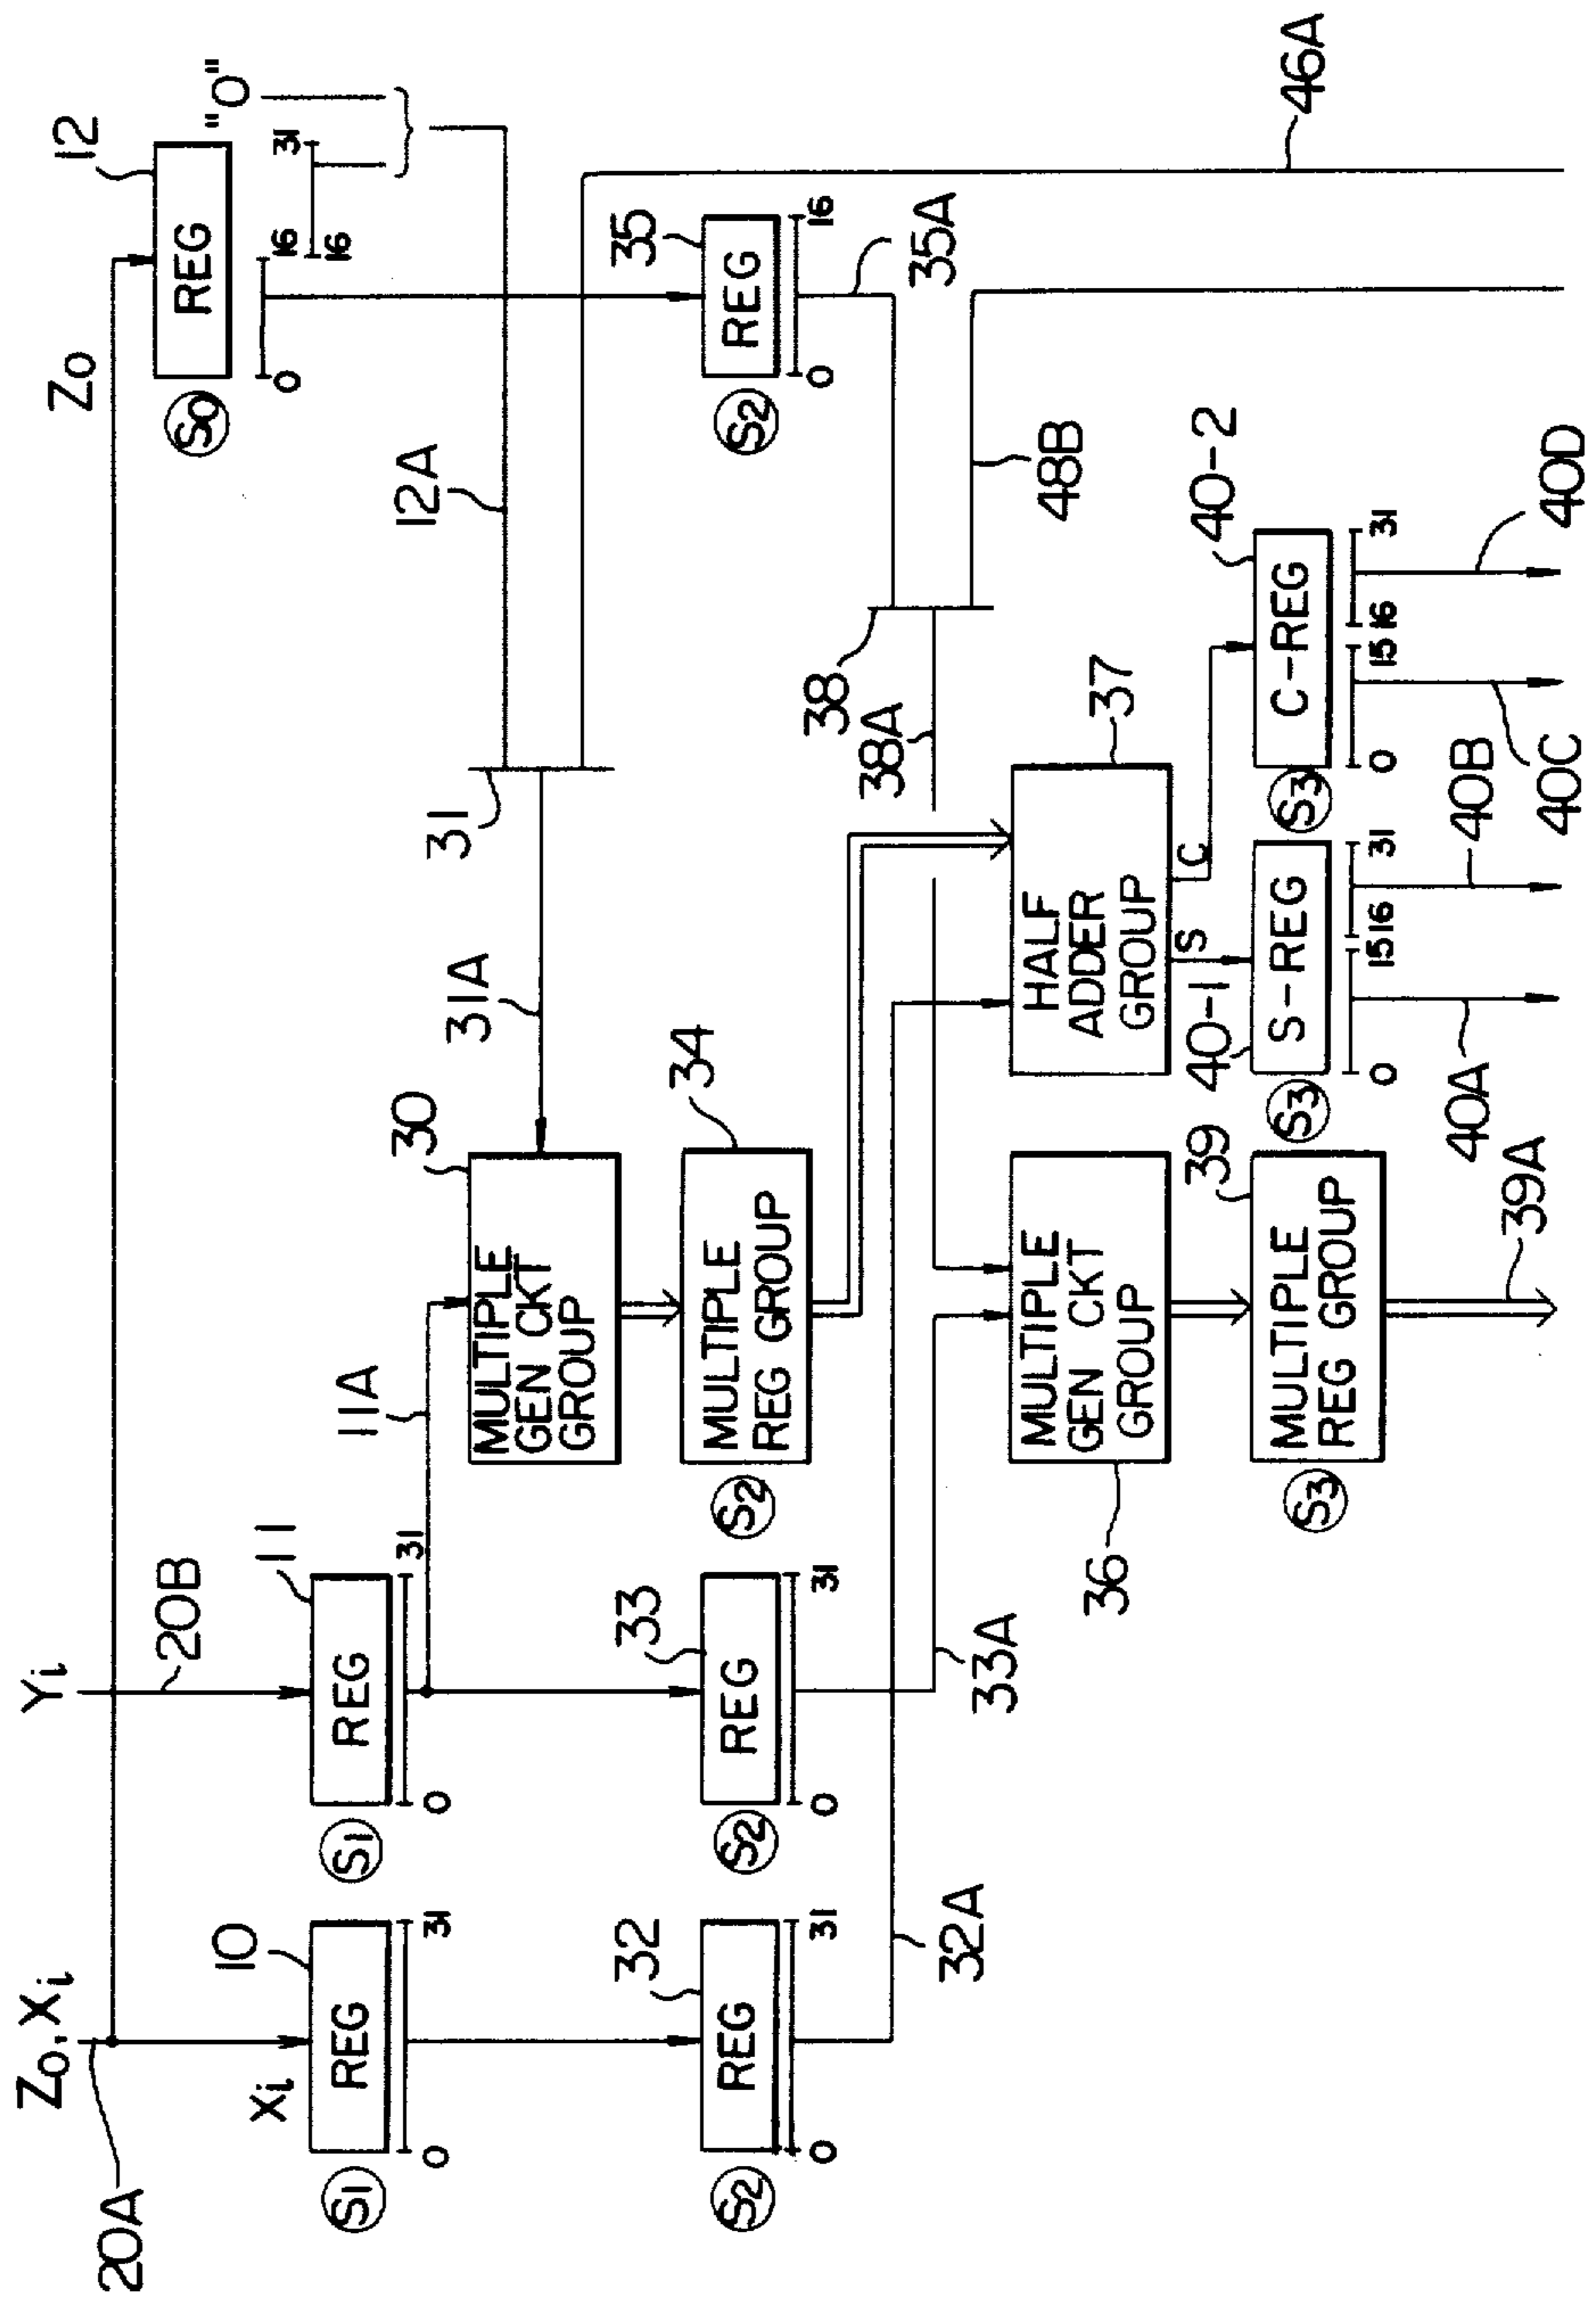 Z0, Xi
Yi
Z0
20A
20B
12
REG
S0
"0"
0
16
16
31
10
Xi
REG
S1
0
31
11
REG
S1
0
31
11A
12A
31
31A
30
MULTIPLE
GEN CKT
GROUP
46A
32
REG
S2
0
31
33
REG
S2
0
31
34
MULTIPLE
REG GROUP
S2
35
REG
S2
0
16
35A
32A
33A
38
38A
48B
36
MULTIPLE
GEN CKT
GROUP
37
HALF
ADDER
GROUP
S
C
39
MULTIPLE
REG GROUP
S3
39A
40-1
S-REG
S3
0
15
16
31
40A
40B
40-2
C-REG
S3
0
15
16
31
40C
40D